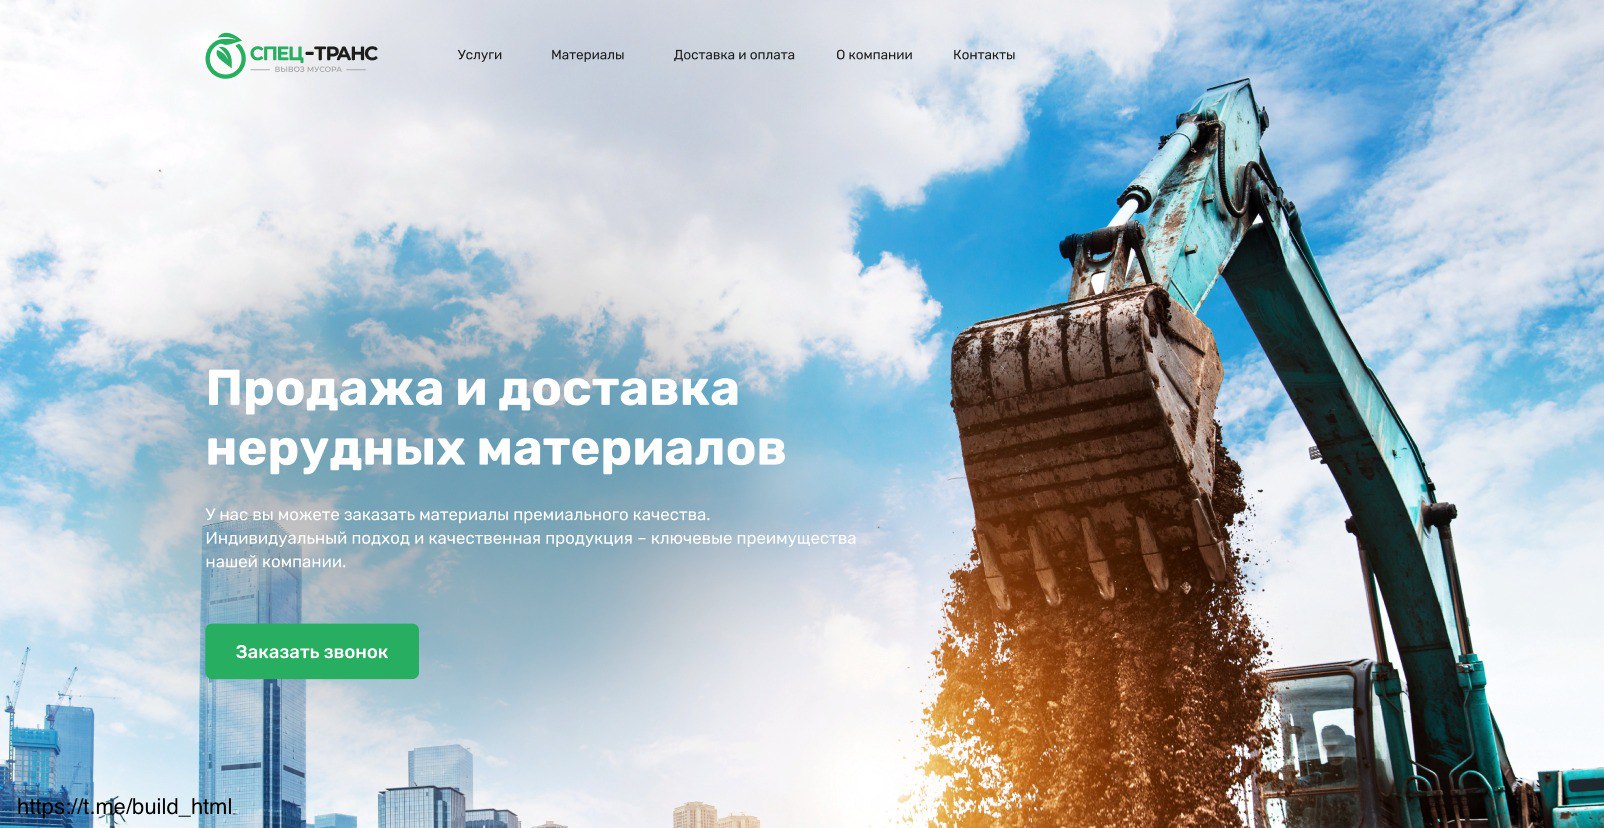 СПЕЦ-ТРАНС
ВЫВОЗ МУСОРА
Услуги
Материалы
Доставка и оплата
О компании
Контакты
Продажа и доставка
нерудных материалов
У нас вы можете заказать материалы премиального качества.
Индивидуальный подход и качественная продукция – ключевые преимущества
нашей компании.
Заказать звонок
https://t.me/build_html